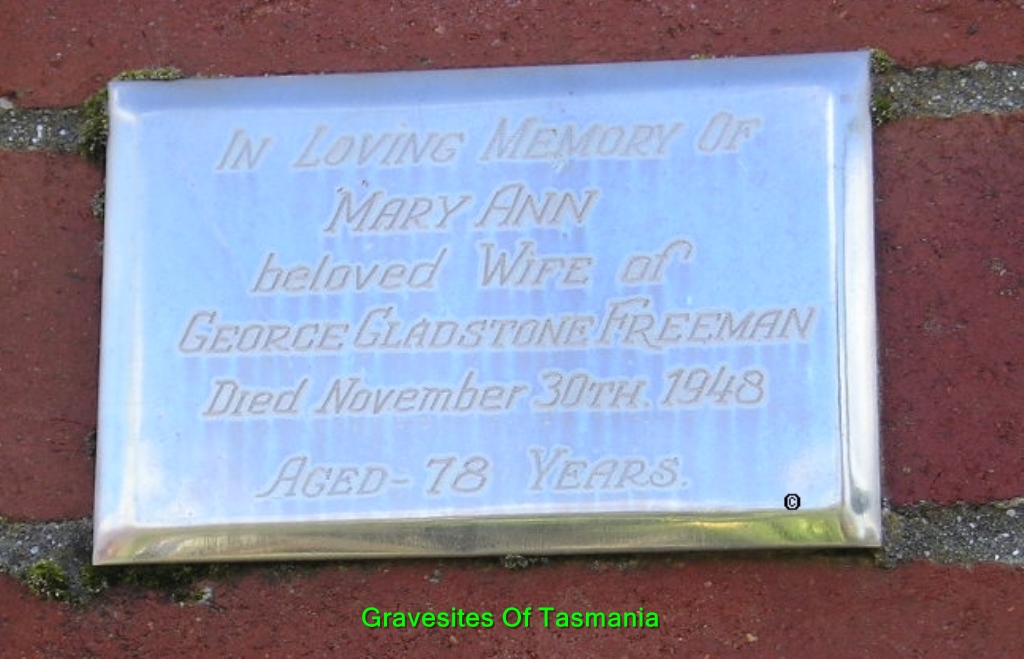 In Loving Memory Of
Mary Ann
beloved Wife of
George Gladstone Freeman
Died November 30th. 1948
Aged - 78 Years.
©
Gravesites Of Tasmania